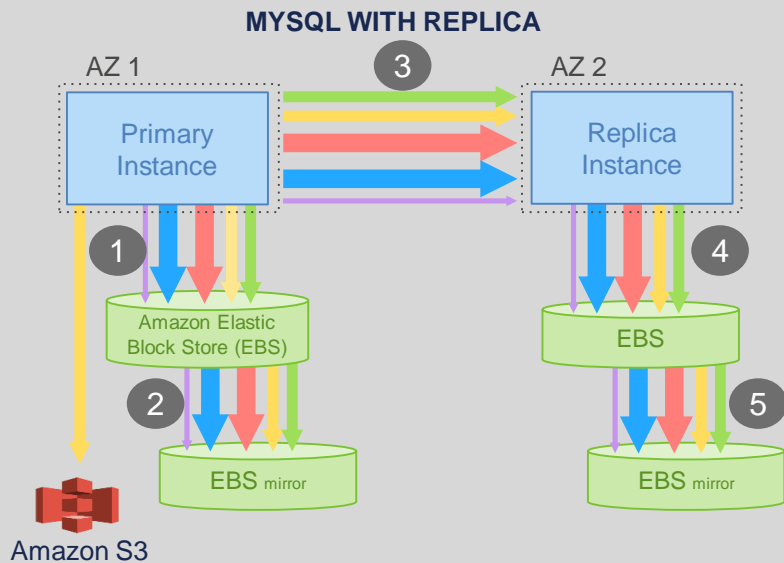 MYSQL WITH REPLICA
AZ 1
3
AZ 2
Primary
Instance
Replica
Instance
1
4
Amazon Elastic
Block Store (EBS)
EBS
2
5
EBS mirror
EBS mirror
Amazon S3